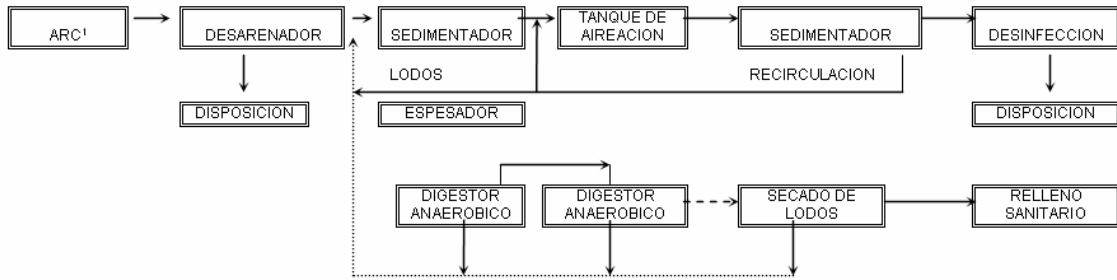 ARC¹
DESARENADOR
SEDIMENTADOR
TANQUE DE
AIREACION
SEDIMENTADOR
DESINFECCION
LODOS
RECIRCULACION
DISPOSICION
ESPESADOR
DISPOSICION
DIGESTOR
ANAEROBICO
DIGESTOR
ANAEROBICO
SECADO DE
LODOS
RELLENO
SANITARIO